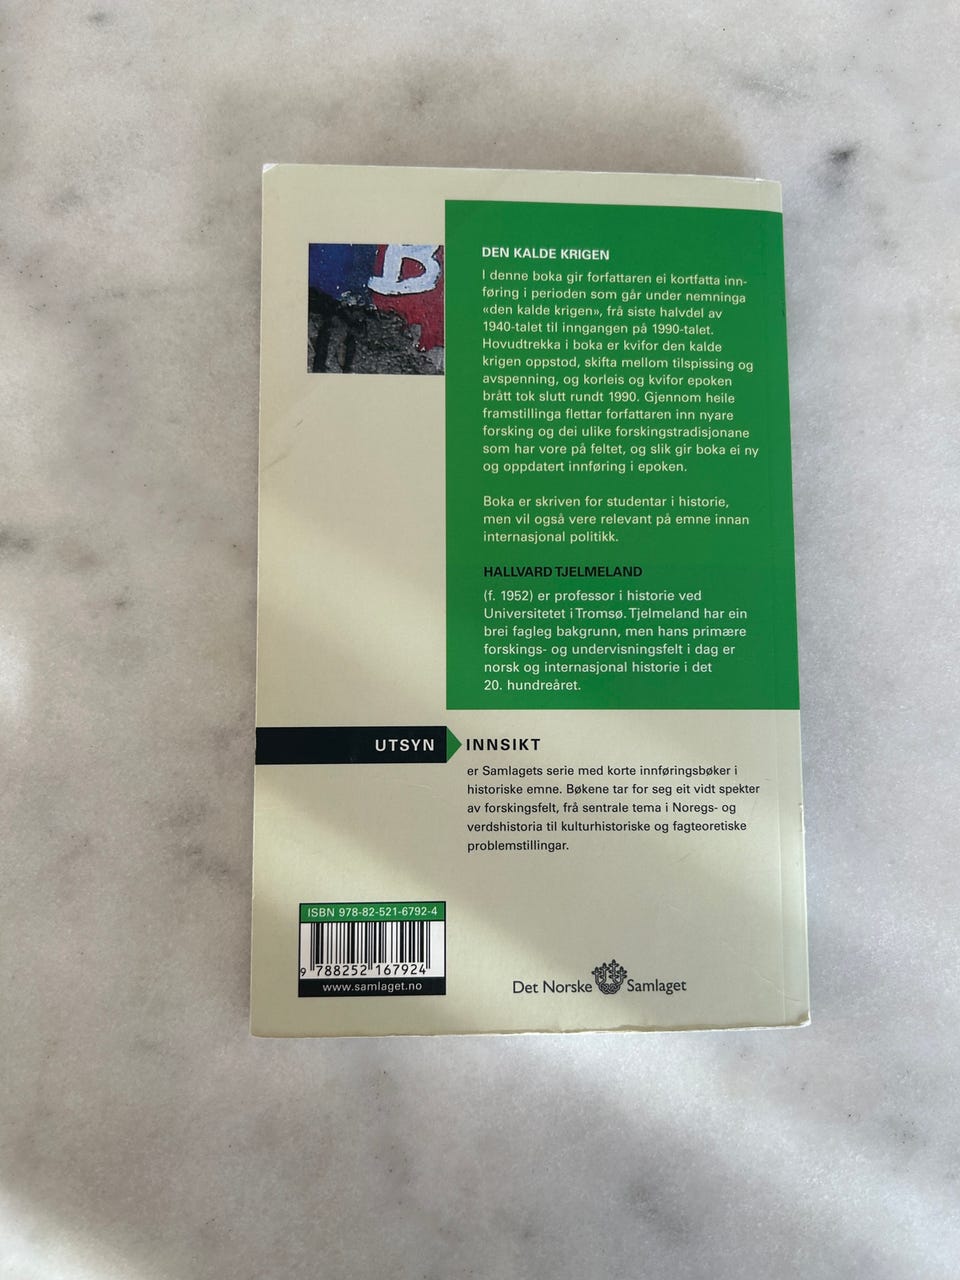 B
DEN KALDE KRIGEN
I denne boka gir forfattaren ei kortfatta inn-
føring i perioden som går under nemninga
«den kalde krigen», frå siste halvdel av
1940-talet til inngangen på 1990-talet.
Hovudtrekka i boka er kvifor den kalde
krigen oppstod, skifta mellom tilspissing og
avspenning, og korleis og kvifor epoken
brått tok slutt rundt 1990. Gjennom heile
framstillinga flettar forfattaren inn nyare
forsking og dei ulike forskingstradisjonane
som har vore på feltet, og slik gir boka ei ny
og oppdatert innføring i epoken.
Boka er skriven for studentar i historie,
men vil også vere relevant på emne innan
internasjonal politikk.
HALLVARD TJELMELAND
(f. 1952) er professor i historie ved
Universitetet i Tromsø. Tjelmeland har ein
brei fagleg bakgrunn, men hans primære
forskings- og undervisningsfelt i dag er
norsk og internasjonal historie i det
20. hundreåret.
UTSYN INNSIKT
er Samlagets serie med korte innføringsbøker i
historiske emne. Bøkene tar for seg eit vidt spekter
av forskingsfelt, frå sentrale tema i Noregs- og
verdshistoria til kulturhistoriske og fagteoretiske
problemstillingar.
ISBN 978-82-521-6792-4
9 788252 167924
www.samlaget.no
Det Norske Samlaget